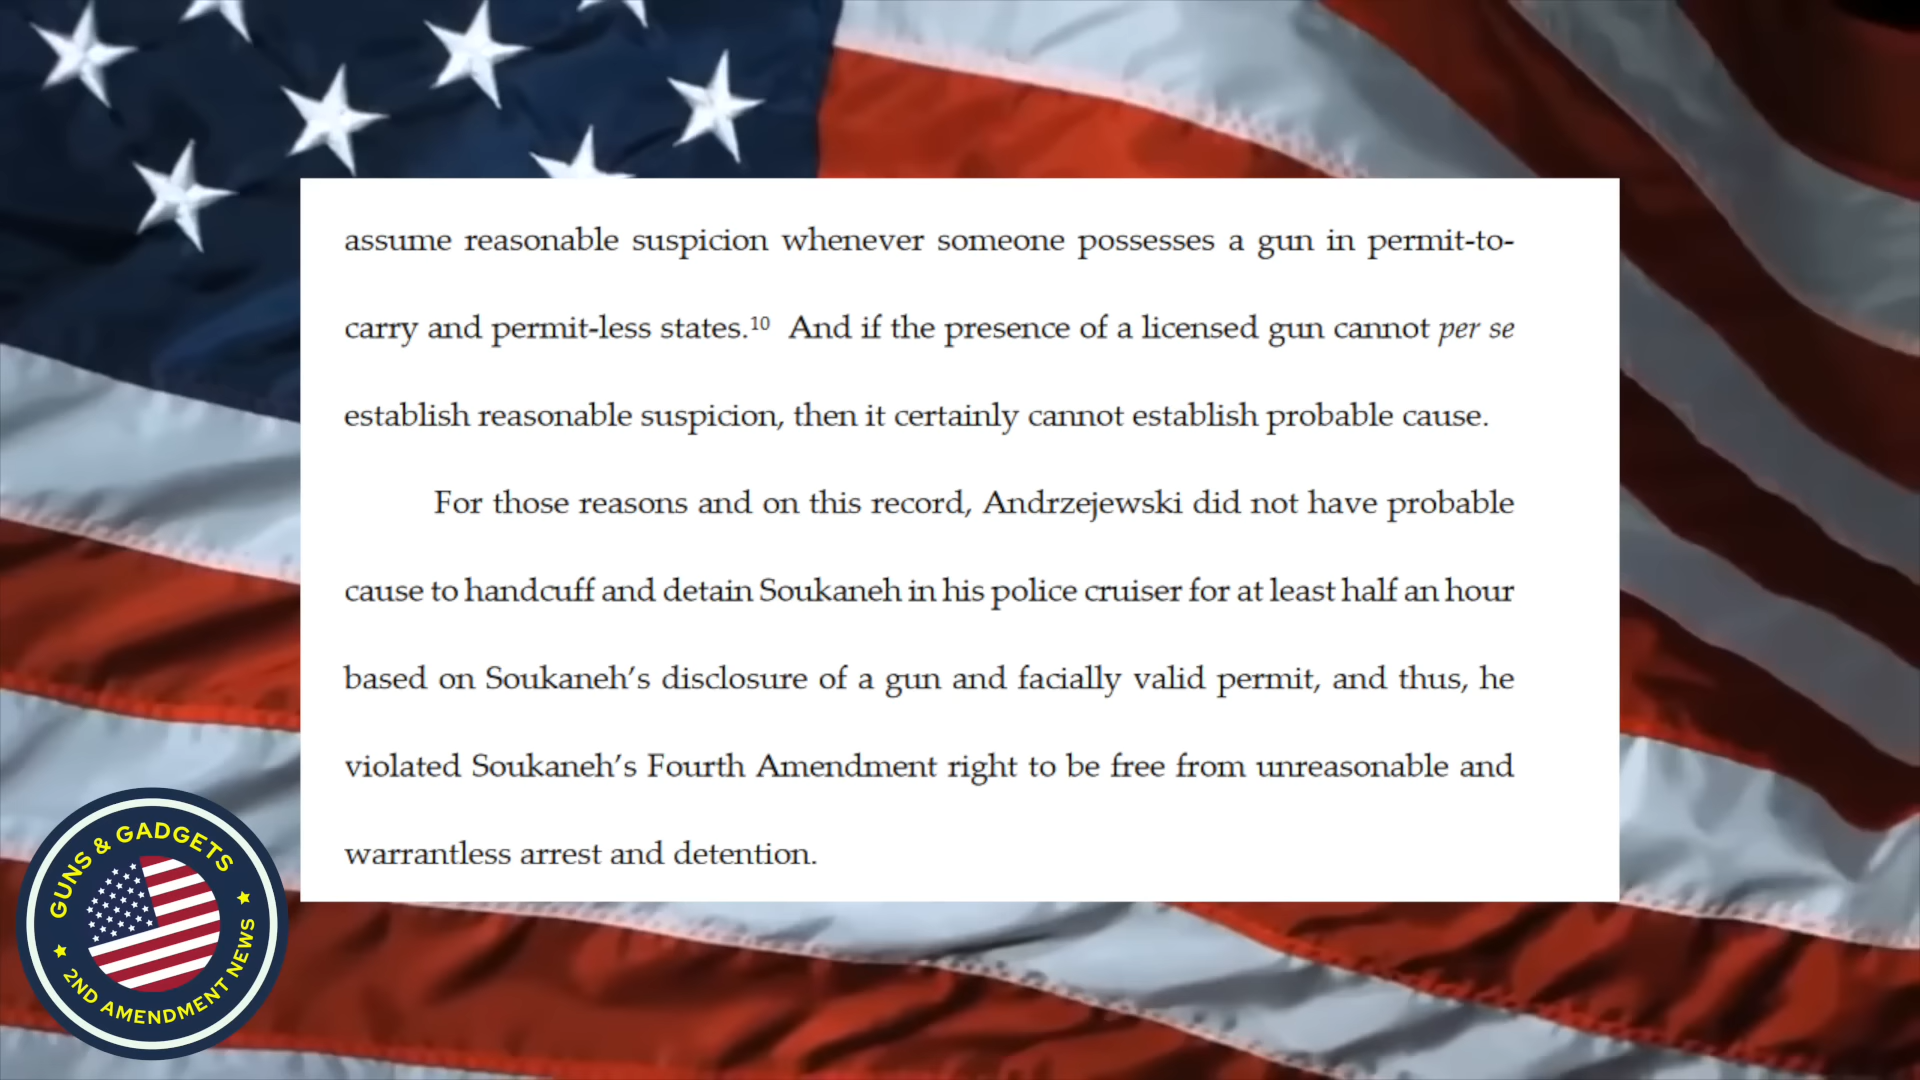 assume reasonable suspicion whenever someone possesses a gun in permit-to-
carry and permit-less states.10 And if the presence of a licensed gun cannot per se
establish reasonable suspicion, then it certainly cannot establish probable cause.
For those reasons and on this record, Andrzejewski did not have probable
cause to handcuff and detain Soukaneh in his police cruiser for at least half an hour
based on Soukaneh's disclosure of a gun and facially valid permit, and thus, he
violated Soukaneh's Fourth Amendment right to be free from unreasonable and
warrantless arrest and detention.
GUNS & GADGETS
2ND AMENDMENT NEWS